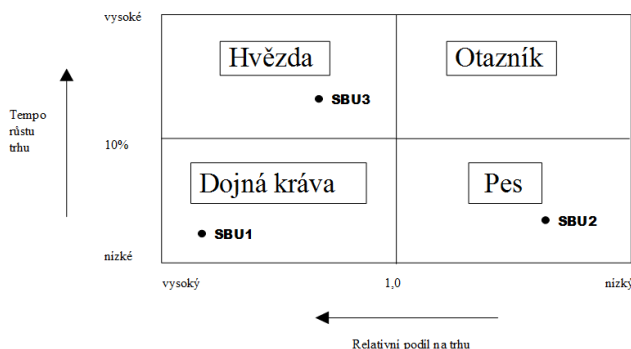 vysoké
Hvězda
Otazník
SBU3
Tempo
růstu
trhu
10%
Dojná kráva
Pes
SBU1
SBU2
nízké
vysoký
1,0
nízký
Relativní podíl na trhu